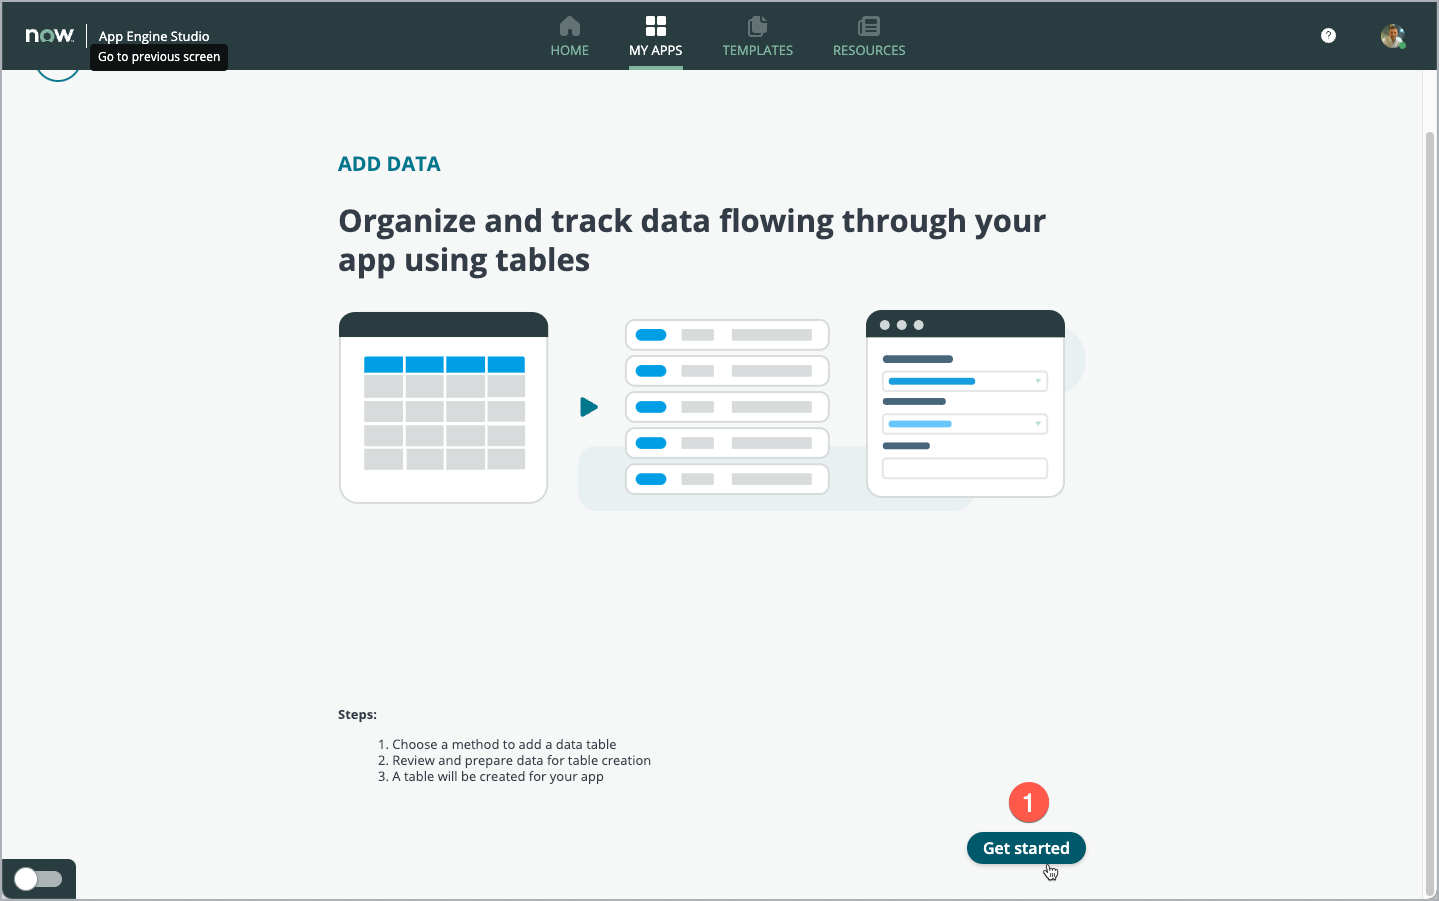 now. App Engine Studio
Go to previous screen
HOME
MY APPS
TEMPLATES
RESOURCES
?
ADD DATA
Organize and track data flowing through your
app using tables
Steps:
1. Choose a method to add a data table
2. Review and prepare data for table creation
3. A table will be created for your app
1
Get started